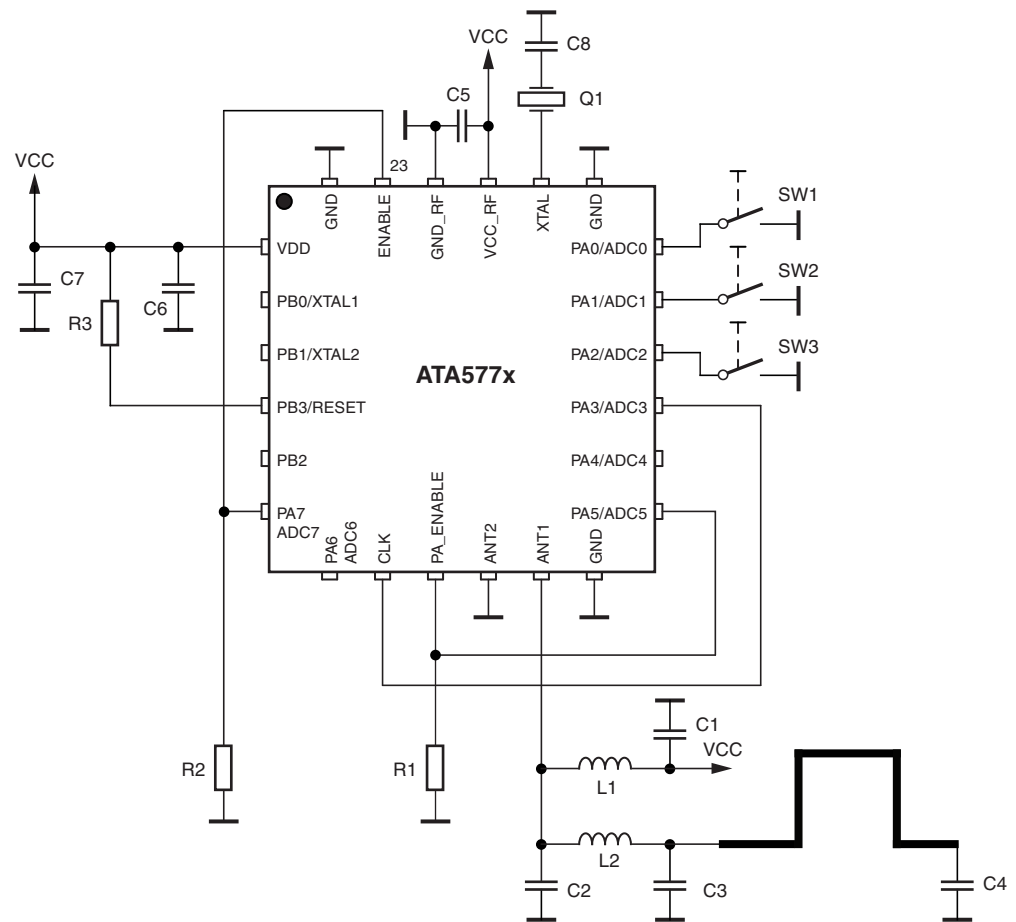 VCC
C8
C5
Q1
23
VCC
GND
ENABLE
GND_RF
VCC_RF
XTAL
GND
SW1
VDD
PA0/ADC0
C7
SW2
PB0/XTAL1
PA1/ADC1
C6
R3
SW3
PB1/XTAL2
PA2/ADC2
ATA577x
PB3/RESET
PA3/ADC3
PB2
PA4/ADC4
PA7
ADC7
PA5/ADC5
PA6
ADC6
CLK
PA_ENABLE
ANT2
ANT1
GND
C1
VCC
R2
R1
L1
L2
C2
C3
C4